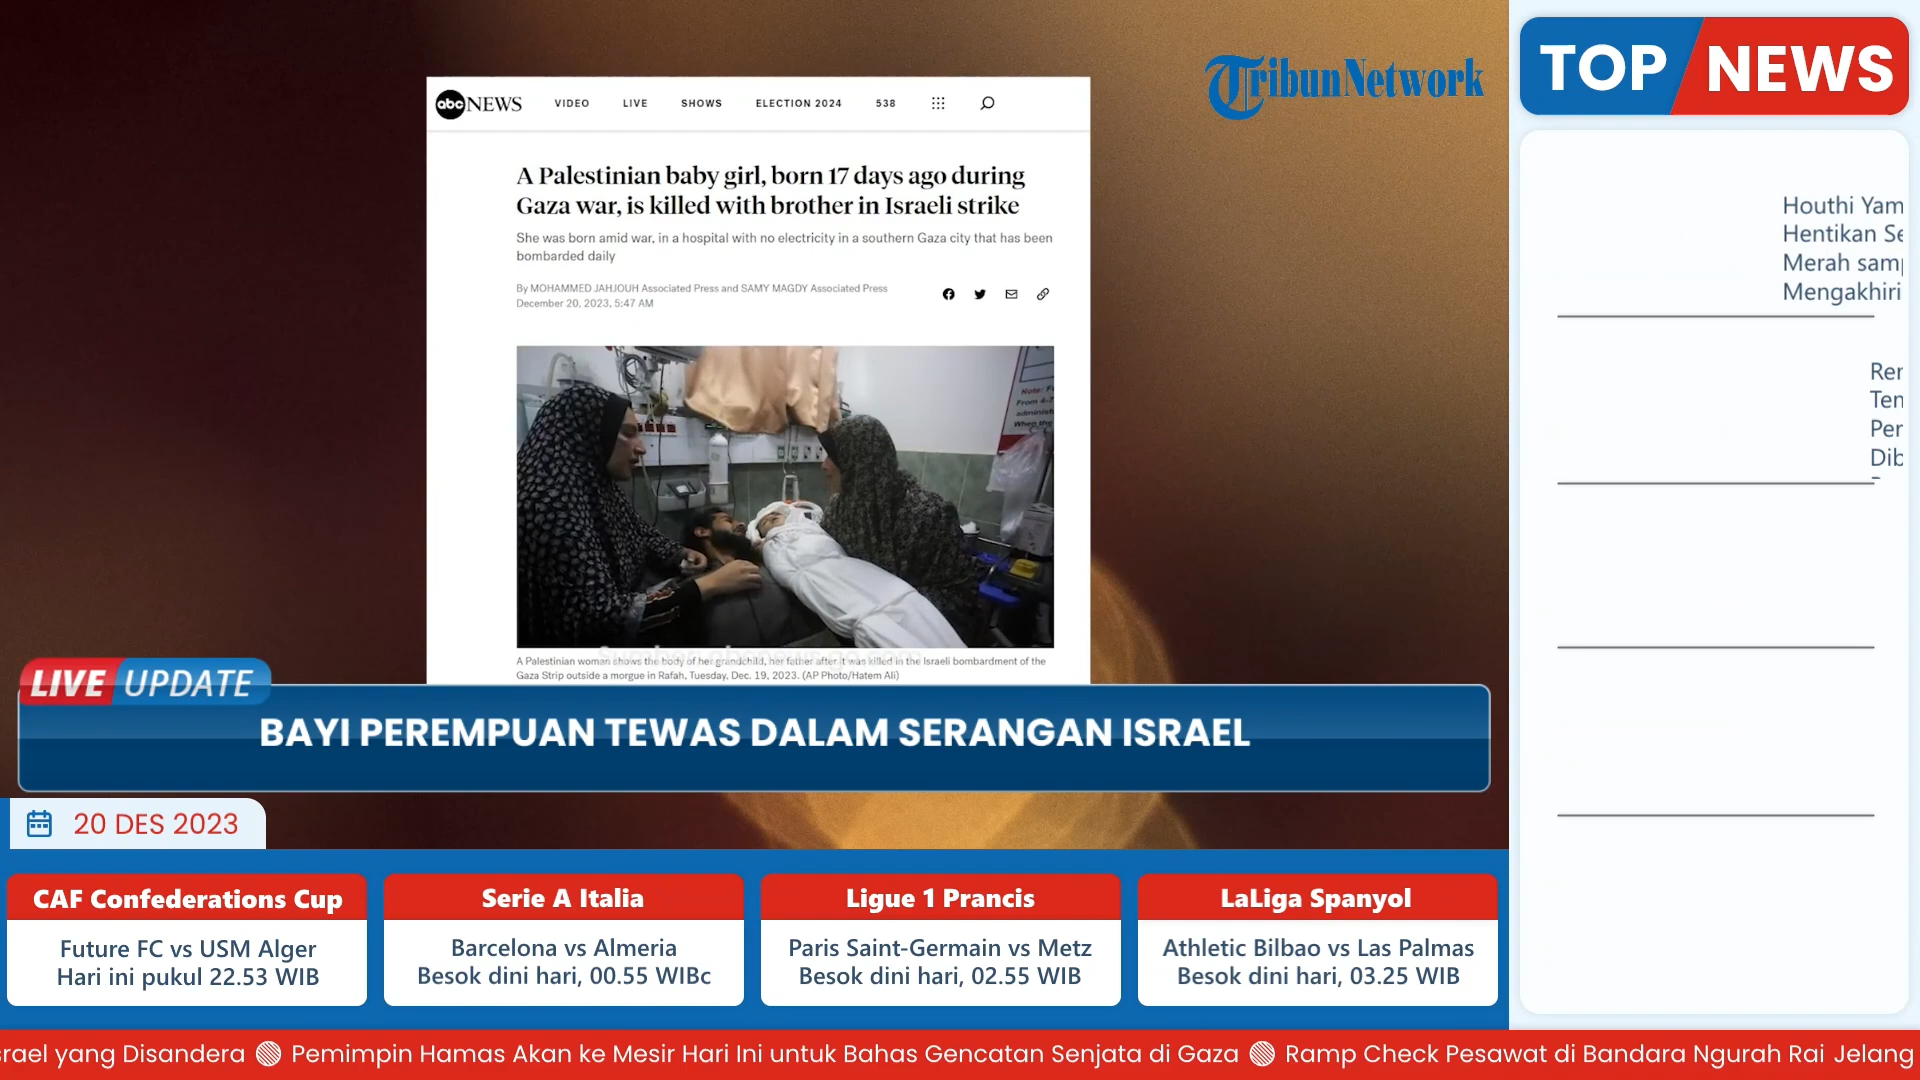 TribunNetwork
TOP NEWS
abc NEWS VIDEO LIVE SHOWS ELECTION 2024 538
A Palestinian baby girl, born 17 days ago during
Gaza war, is killed with brother in Israeli strike
She was born amid war, in a hospital with no electricity in a southern Gaza city that has been
bombarded daily
By MOHAMMED JAHJOUH Associated Press and SAMY MAGDY Associated Press
December 20, 2023, 5:47 AM
Note:
From
When the
A Palestinian woman shows the body of her grandchild, her father after it was killed in the Israeli bombardment of the
Gaza Strip outside a morgue in Rafah, Tuesday, Dec. 19, 2023. (AP Photo/Hatem Ali)
LIVE UPDATE
BAYI PEREMPUAN TEWAS DALAM SERANGAN ISRAEL
20 DES 2023
Houthi Yam
Hentikan Se
Merah sam
Mengakhiri
Ter
Per
Dib
CAF Confederations Cup
Future FC vs USM Alger
Hari ini pukul 22.53 WIB
Serie A Italia
Barcelona vs Almeria
Besok dini hari, 00.55 WIBc
Ligue 1 Prancis
Paris Saint-Germain vs Metz
Besok dini hari, 02.55 WIB
LaLiga Spanyol
Athletic Bilbao vs Las Palmas
Besok dini hari, 03.25 WIB
srael yang Disandera Pemimpin Hamas Akan ke Mesir Hari Ini untuk Bahas Gencatan Senjata di Gaza Ramp Check Pesawat di Bandara Ngurah Rai Jelang